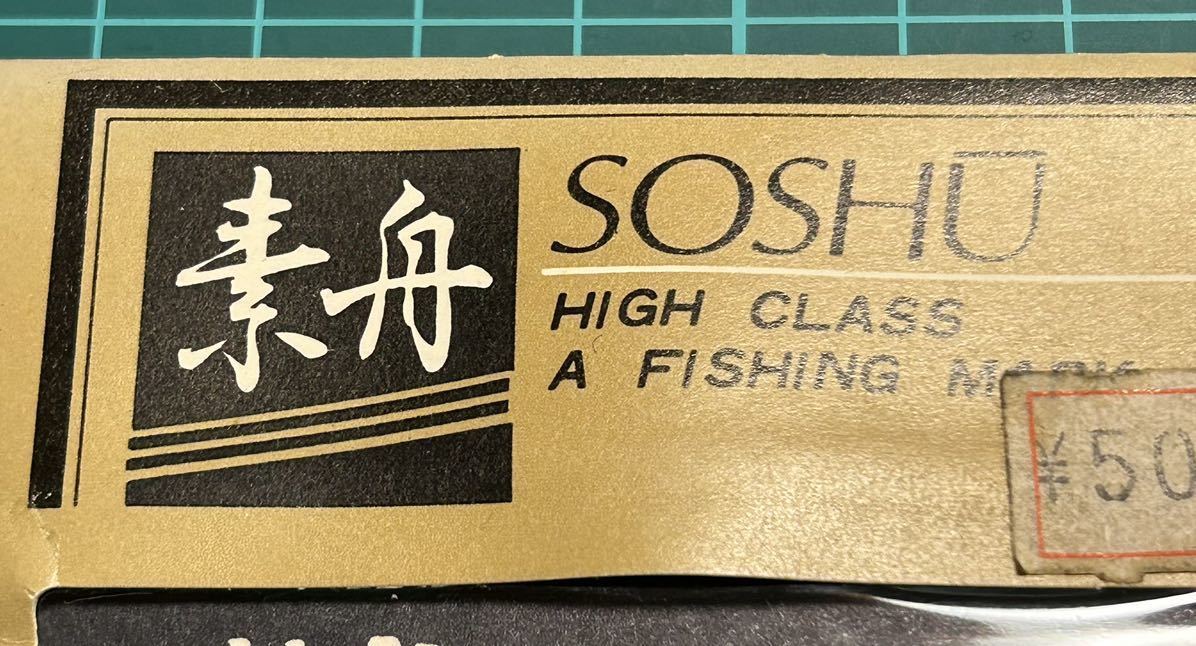 素舟
SOSHŪ
HIGH CLASS
A FISHING
¥50